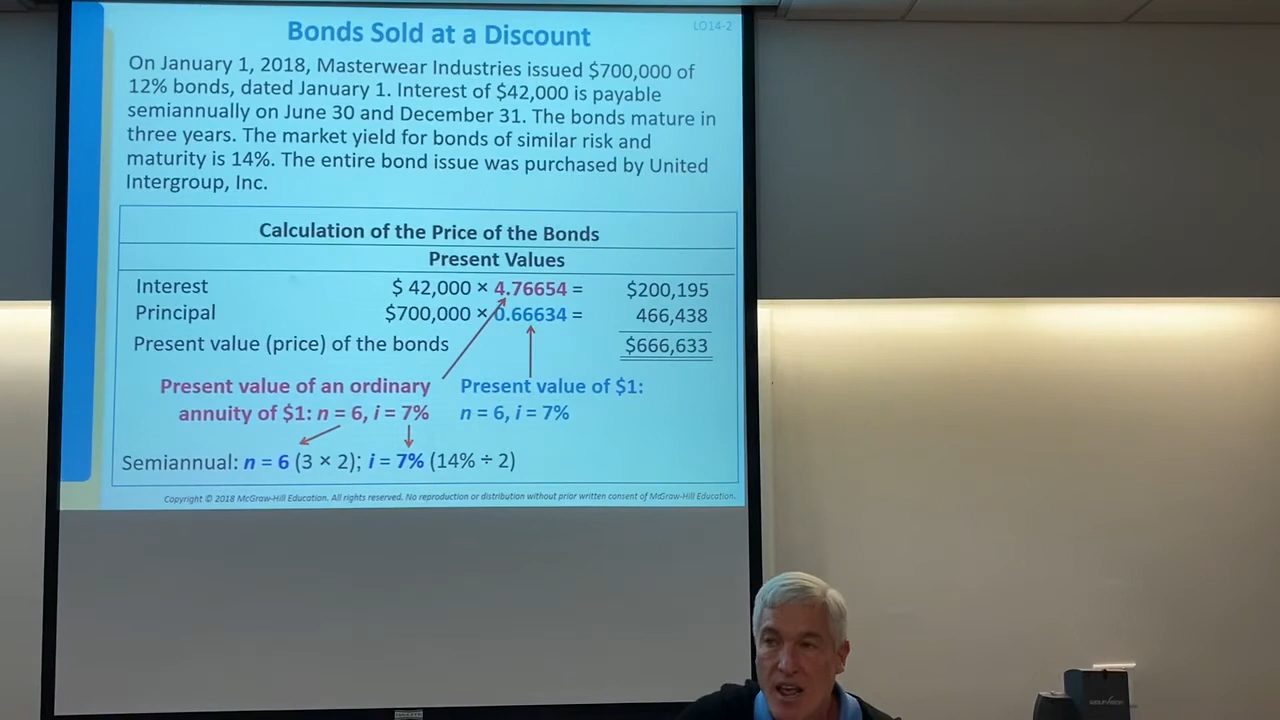 Bonds Sold at a Discount
LO14-2
On January 1, 2018, Masterwear Industries issued $700,000 of
12% bonds, dated January 1. Interest of $42,000 is payable
semiannually on June 30 and December 31. The bonds mature in
three years. The market yield for bonds of similar risk and
maturity is 14%. The entire bond issue was purchased by United
Intergroup, Inc.
Calculation of the Price of the Bonds
Present Values
Interest $ 42,000 × 4.76654 = $200,195
Principal $700,000 × 0.66634 = 466,438
Present value (price) of the bonds $666,633
Present value of an ordinary Present value of $1:
annuity of $1: n = 6, i = 7% n = 6, i = 7%
Semiannual: n = 6 (3 × 2); i = 7% (14% ÷ 2)
Copyright © 2018 McGraw-Hill Education. All rights reserved. No reproduction or distribution without prior written consent of McGraw-Hill Education.